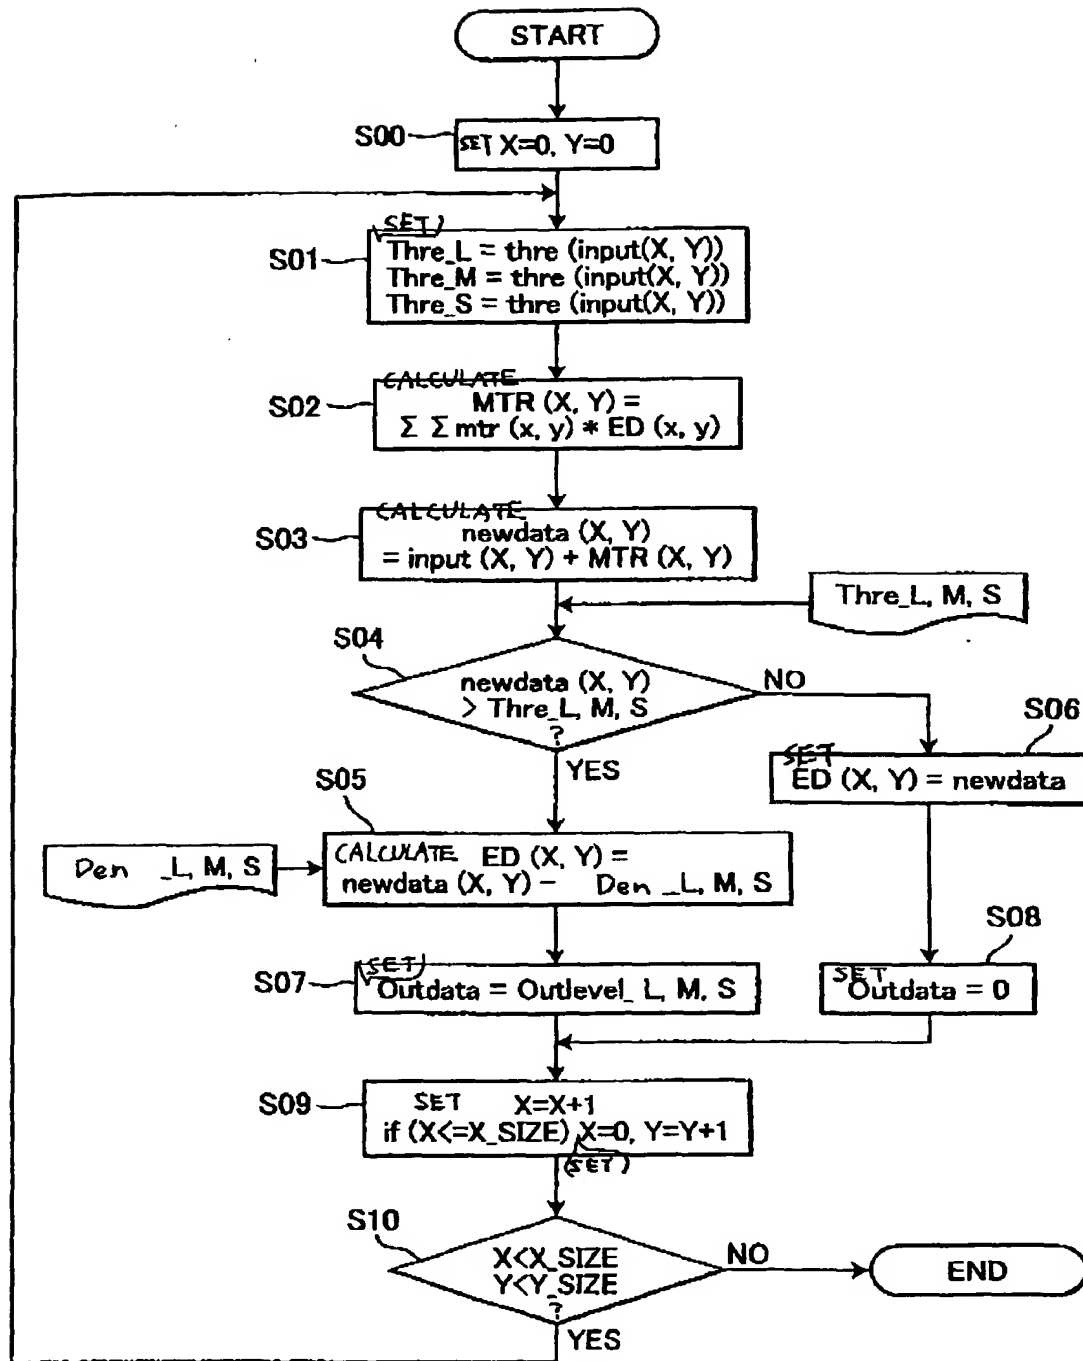 START
S00
SET X=0, Y=0
S01
(SET)
Thre_L = thre (input(X, Y))
Thre_M = thre (input(X, Y))
Thre_S = thre (input(X, Y))
S02
CALCULATE
MTR (X, Y) =
Σ Σ mtr (x, y) * ED (x, y)
S03
CALCULATE
newdata (X, Y)
= input (X, Y) + MTR (X, Y)
Thre_L, M, S
S04
newdata (X, Y)
> Thre_L, M, S
?
NO
YES
S06
SET
ED (X, Y) = newdata
S05
Den _L, M, S
CALCULATE ED (X, Y) =
newdata (X, Y) - Den _L, M, S
S08
SET
Outdata = 0
S07
(SET)
Outdata = Outlevel_ L, M, S
S09
SET X=X+1
if (X<=X_SIZE) X=0, Y=Y+1
(SET)
S10
X<X_SIZE
Y<Y_SIZE
?
NO
END
YES